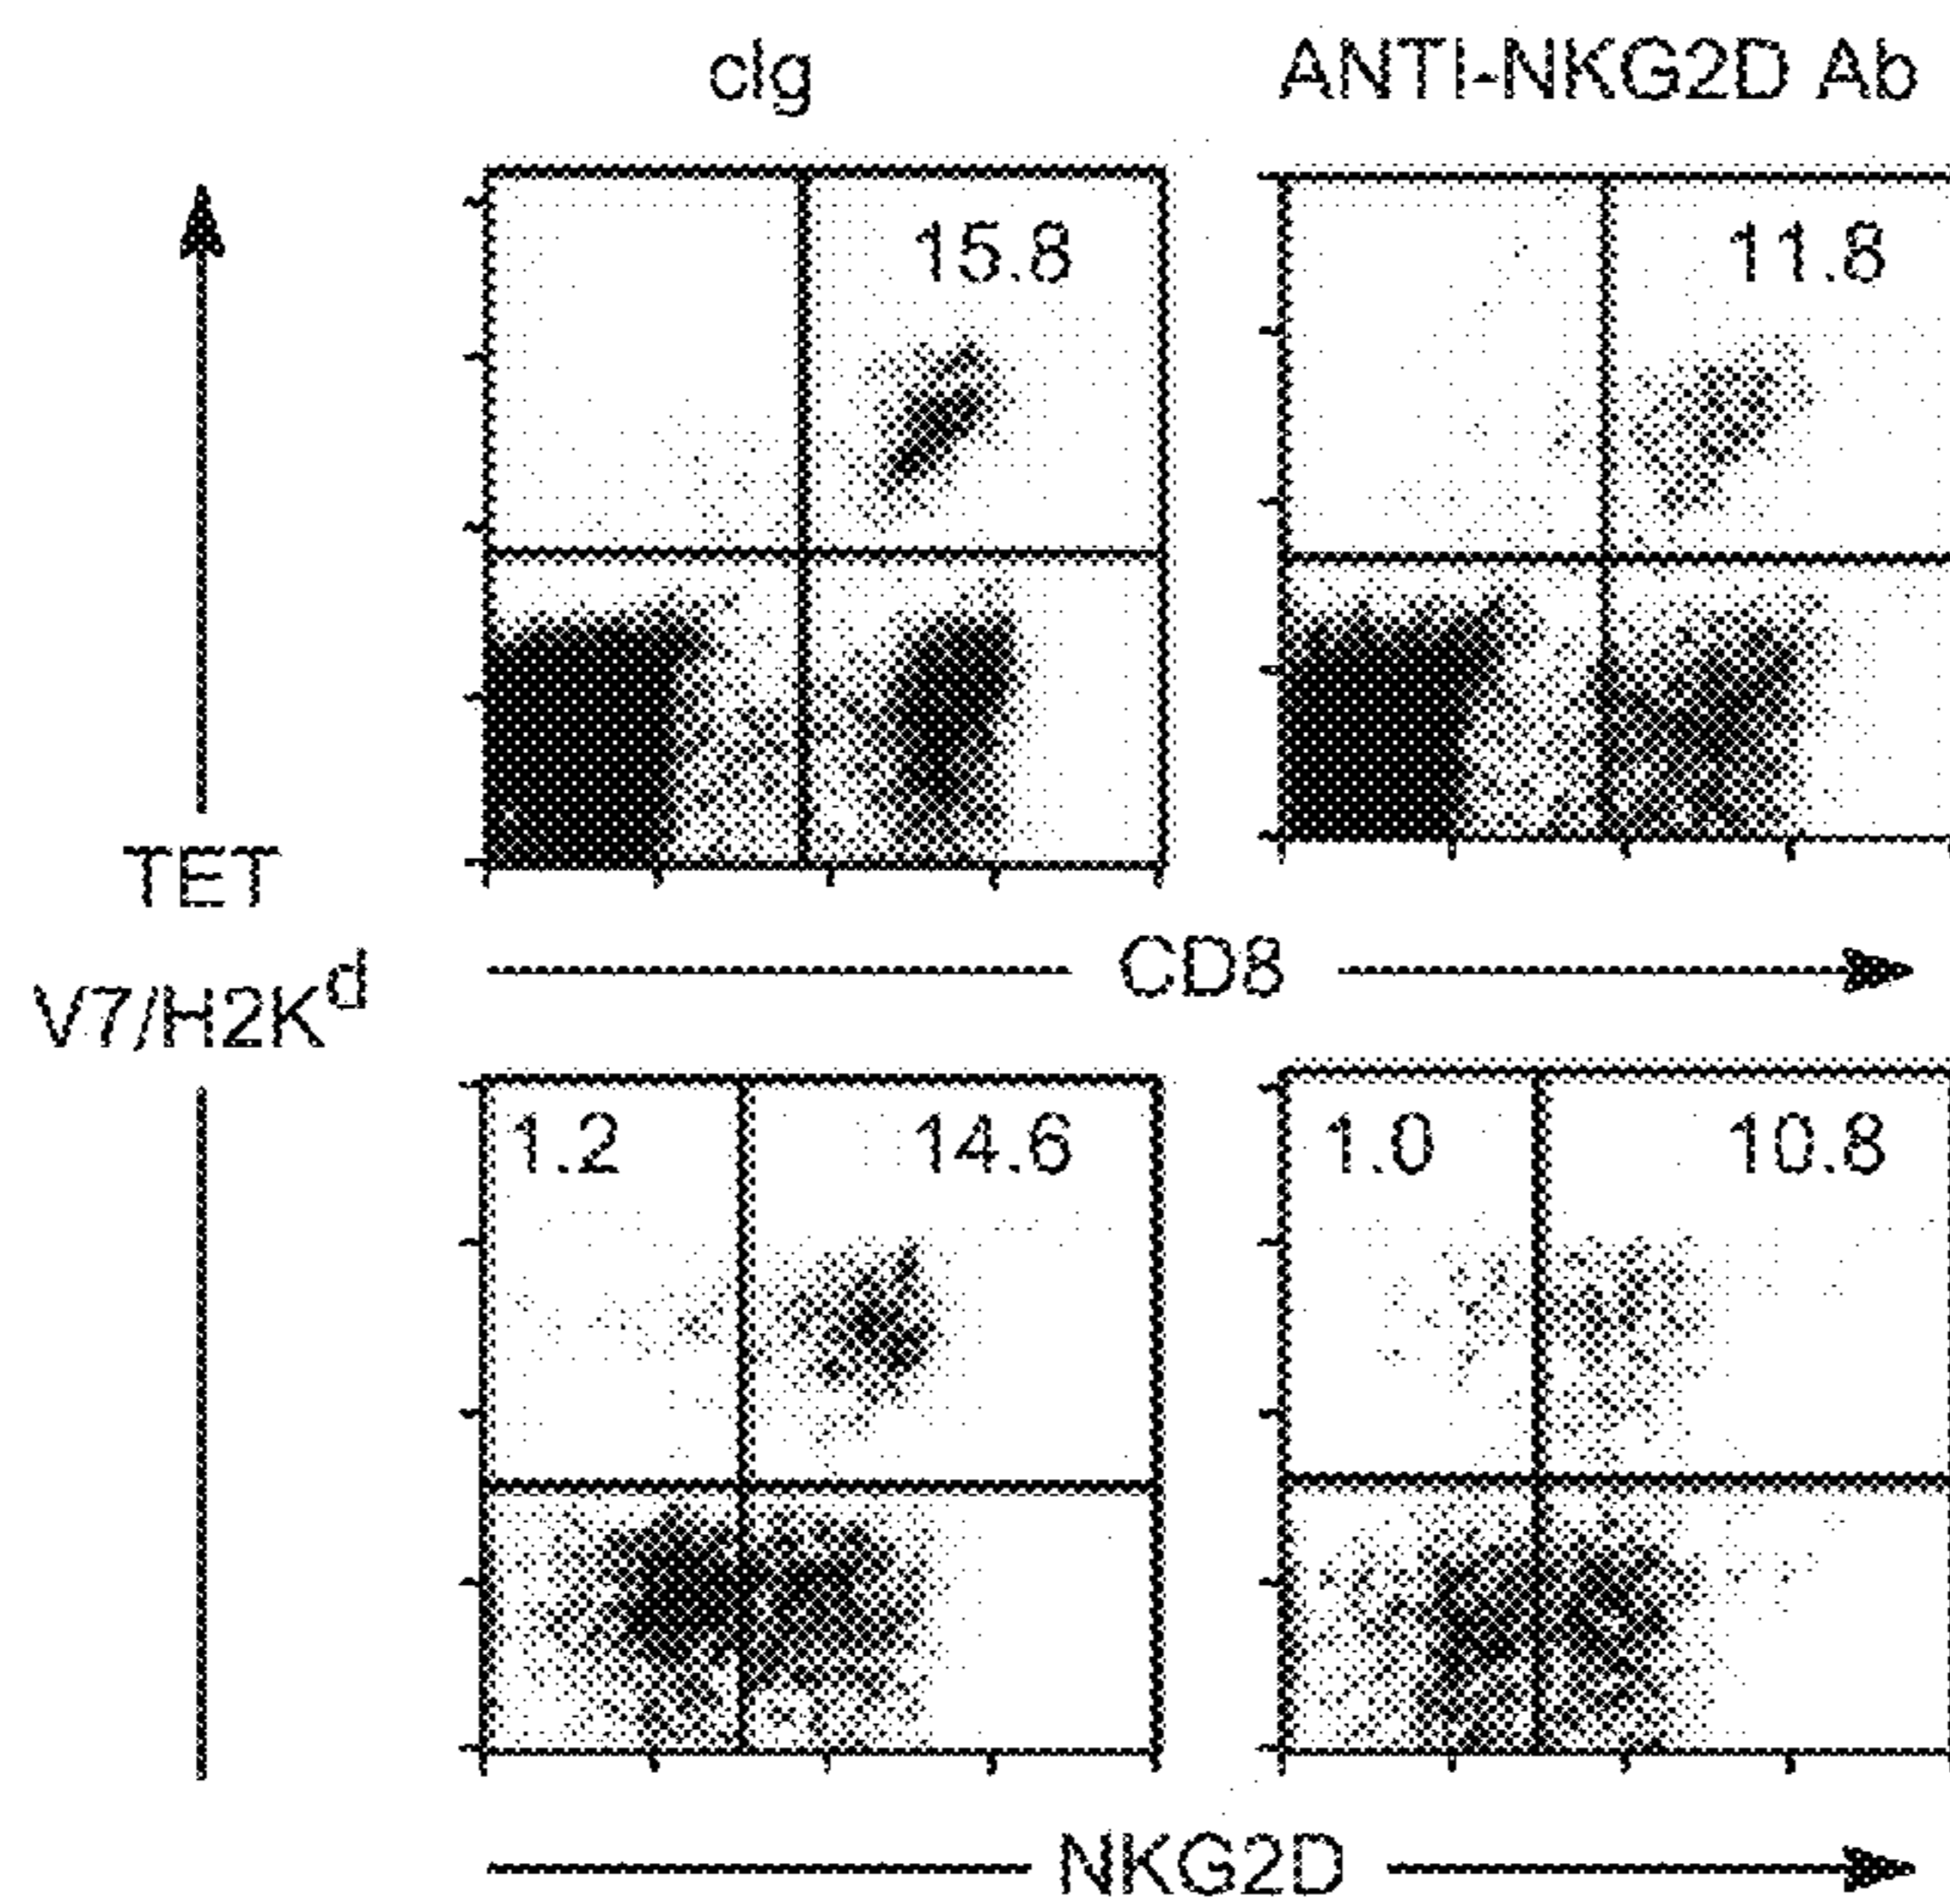 cIg ANTI-NKG2D Ab
15.8 11.8
TET
V7/H2Kᵈ
CD8
1.2 14.6 1.0 10.8
NKG2D